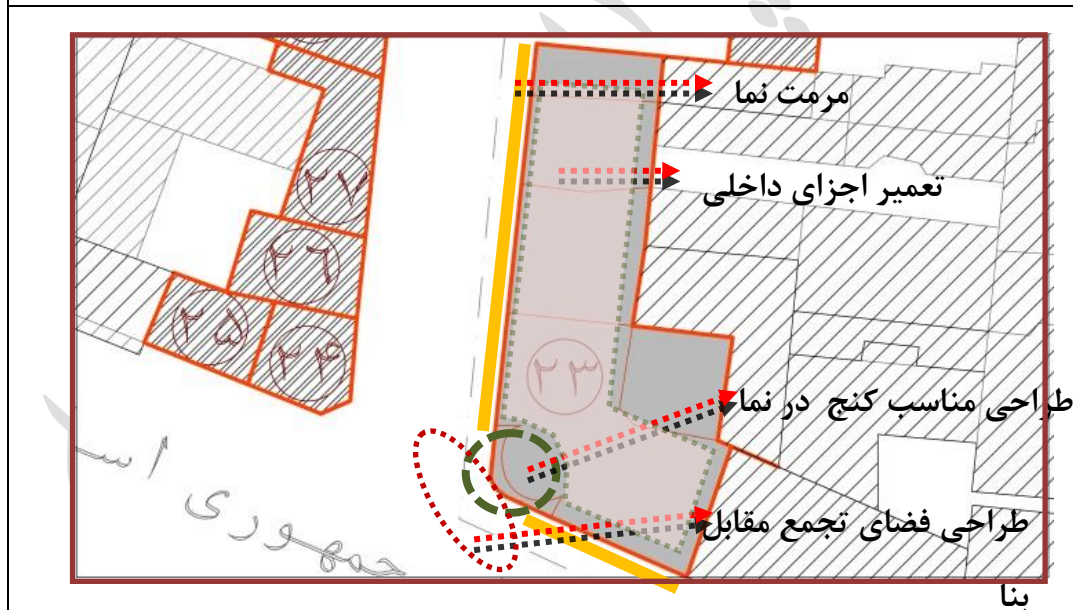 مرمت نما
تعمیر اجزای داخلی
۲۷
۲۶
۲۵
۲۴
۲۳
طراحی مناسب کنج در نما
طراحی فضای تجمع مقابل
بنا
جمهوری اسـ